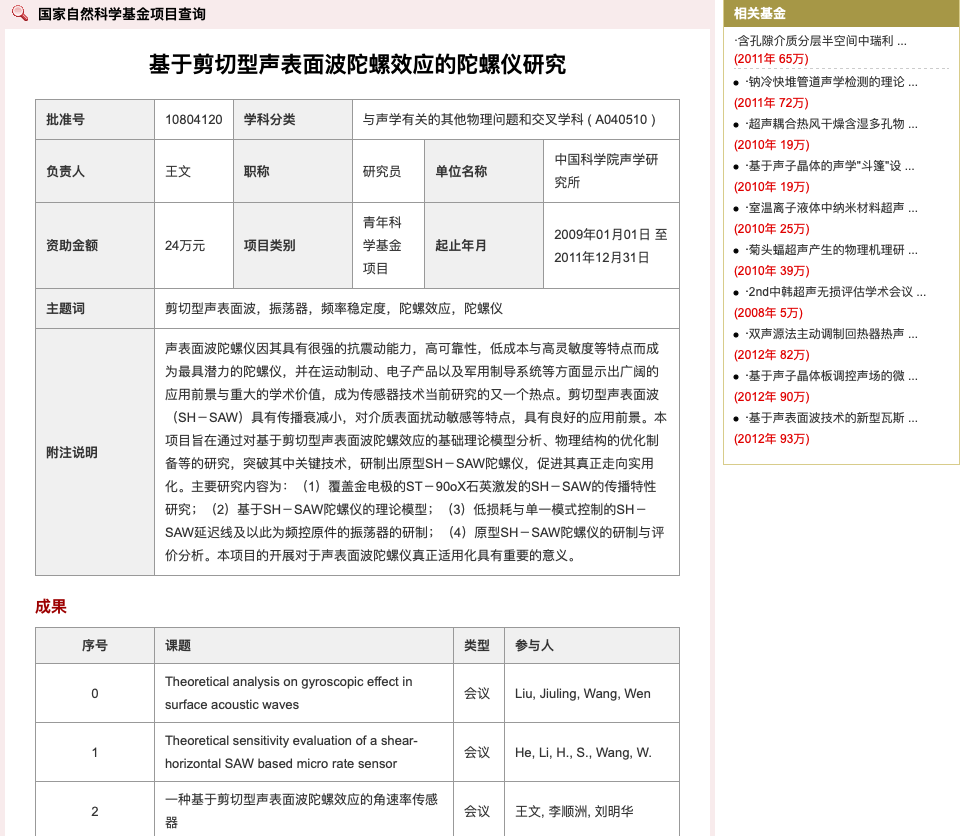 国家自然科学基金项目查询
基于剪切型声表面波陀螺效应的陀螺仪研究
批准号 10804120 学科分类 与声学有关的其他物理问题和交叉学科 ( A040510 )
负责人 王文 职称 研究员 单位名称 中国科学院声学研
究所
资助金额 24万元 项目类别 青年科
学基金
项目
起止年月 2009年01月01日 至
2011年12月31日
主题词 剪切型声表面波，振荡器，频率稳定度，陀螺效应，陀螺仪
附注说明
声表面波陀螺仪因其具有很强的抗震动能力，高可靠性，低成本与高灵敏度等特点而成
为最具潜力的陀螺仪，并在运动制动、电子产品以及军用制导系统等方面显示出广阔的
应用前景与重大的学术价值，成为传感器技术当前研究的又一个热点。剪切型声表面波
（SH－SAW）具有传播衰减小，对介质表面扰动敏感等特点，具有良好的应用前景。本
项目旨在通过对基于剪切型声表面波陀螺效应的基础理论模型分析、物理结构的优化制
备等的研究，突破其中关键技术，研制出原型SH－SAW陀螺仪，促进其真正走向实用
化。主要研究内容为：（1）覆盖金电极的ST－90oX石英激发的SH－SAW的传播特性
研究；（2）基于SH－SAW陀螺仪的理论模型；（3）低损耗与单一模式控制的SH－
SAW延迟线及以此为频控原件的振荡器的研制；（4）原型SH－SAW陀螺仪的研制与评
价分析。本项目的开展对于声表面波陀螺仪真正适用化具有重要的意义。
成果
序号 课题 类型 参与人
0 Theoretical analysis on gyroscopic effect in
surface acoustic waves 会议 Liu, Jiuling, Wang, Wen
1 Theoretical sensitivity evaluation of a shear-
horizontal SAW based micro rate sensor 会议 He, Li, H., S., Wang, W.
2 一种基于剪切型声表面波陀螺效应的角速率传感
器 会议 王文, 李顺洲, 刘明华
相关基金
·含孔隙介质分层半空间中瑞利 ...
(2011年 65万)
·钠冷快堆管道声学检测的理论 ...
(2011年 72万)
·超声耦合热风干燥含湿多孔物 ...
(2010年 19万)
·基于声子晶体的声学"斗篷"设 ...
(2010年 19万)
·室温离子液体中纳米材料超声 ...
(2010年 25万)
·菊头蝠超声产生的物理机理研 ...
(2010年 39万)
·2nd中韩超声无损评估学术会议 ...
(2008年 5万)
·双声源法主动调制回热器热声 ...
(2012年 82万)
·基于声子晶体板调控声场的微 ...
(2012年 90万)
·基于声表面波技术的新型瓦斯 ...
(2012年 93万)